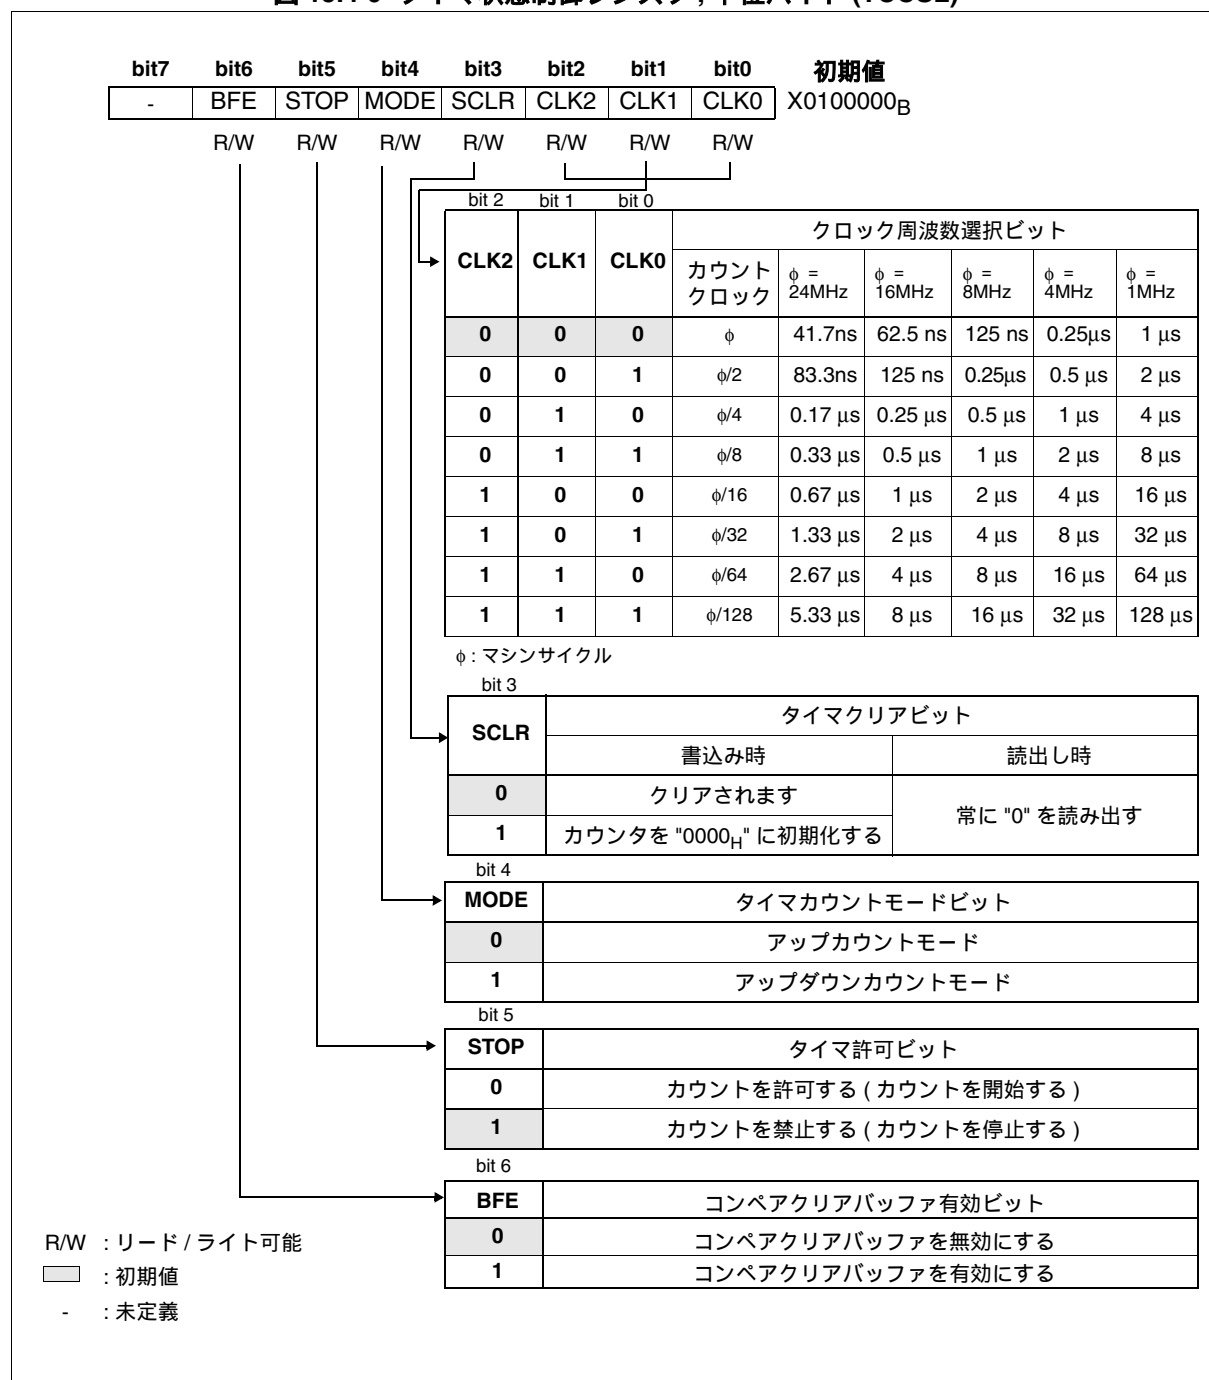 bit7 bit6 bit5 bit4 bit3 bit2 bit1 bit0 初期値
- BFE STOP MODE SCLR CLK2 CLK1 CLK0 X0100000B
R/W R/W R/W R/W R/W R/W R/W
bit 2 bit 1 bit 0
CLK2 CLK1 CLK0 クロック周波数選択ビット
カウントクロック φ = 24MHz φ = 16MHz φ = 8MHz φ = 4MHz φ = 1MHz
0 0 0 φ 41.7ns 62.5 ns 125 ns 0.25μs 1 μs
0 0 1 φ/2 83.3ns 125 ns 0.25μs 0.5 μs 2 μs
0 1 0 φ/4 0.17 μs 0.25 μs 0.5 μs 1 μs 4 μs
0 1 1 φ/8 0.33 μs 0.5 μs 1 μs 2 μs 8 μs
1 0 0 φ/16 0.67 μs 1 μs 2 μs 4 μs 16 μs
1 0 1 φ/32 1.33 μs 2 μs 4 μs 8 μs 32 μs
1 1 0 φ/64 2.67 μs 4 μs 8 μs 16 μs 64 μs
1 1 1 φ/128 5.33 μs 8 μs 16 μs 32 μs 128 μs
φ : マシンサイクル
bit 3
SCLR タイマクリアビット
書込み時 読出し時
0 クリアされます 常に "0" を読み出す
1 カウンタを "0000H" に初期化する
bit 4
MODE タイマカウントモードビット
0 アップカウントモード
1 アップダウンカウントモード
bit 5
STOP タイマ許可ビット
0 カウントを許可する ( カウントを開始する )
1 カウントを禁止する ( カウントを停止する )
bit 6
BFE コンペアクリアバッファ有効ビット
0 コンペアクリアバッファを無効にする
1 コンペアクリアバッファを有効にする
R/W : リード / ライト可能
: 初期値
- : 未定義